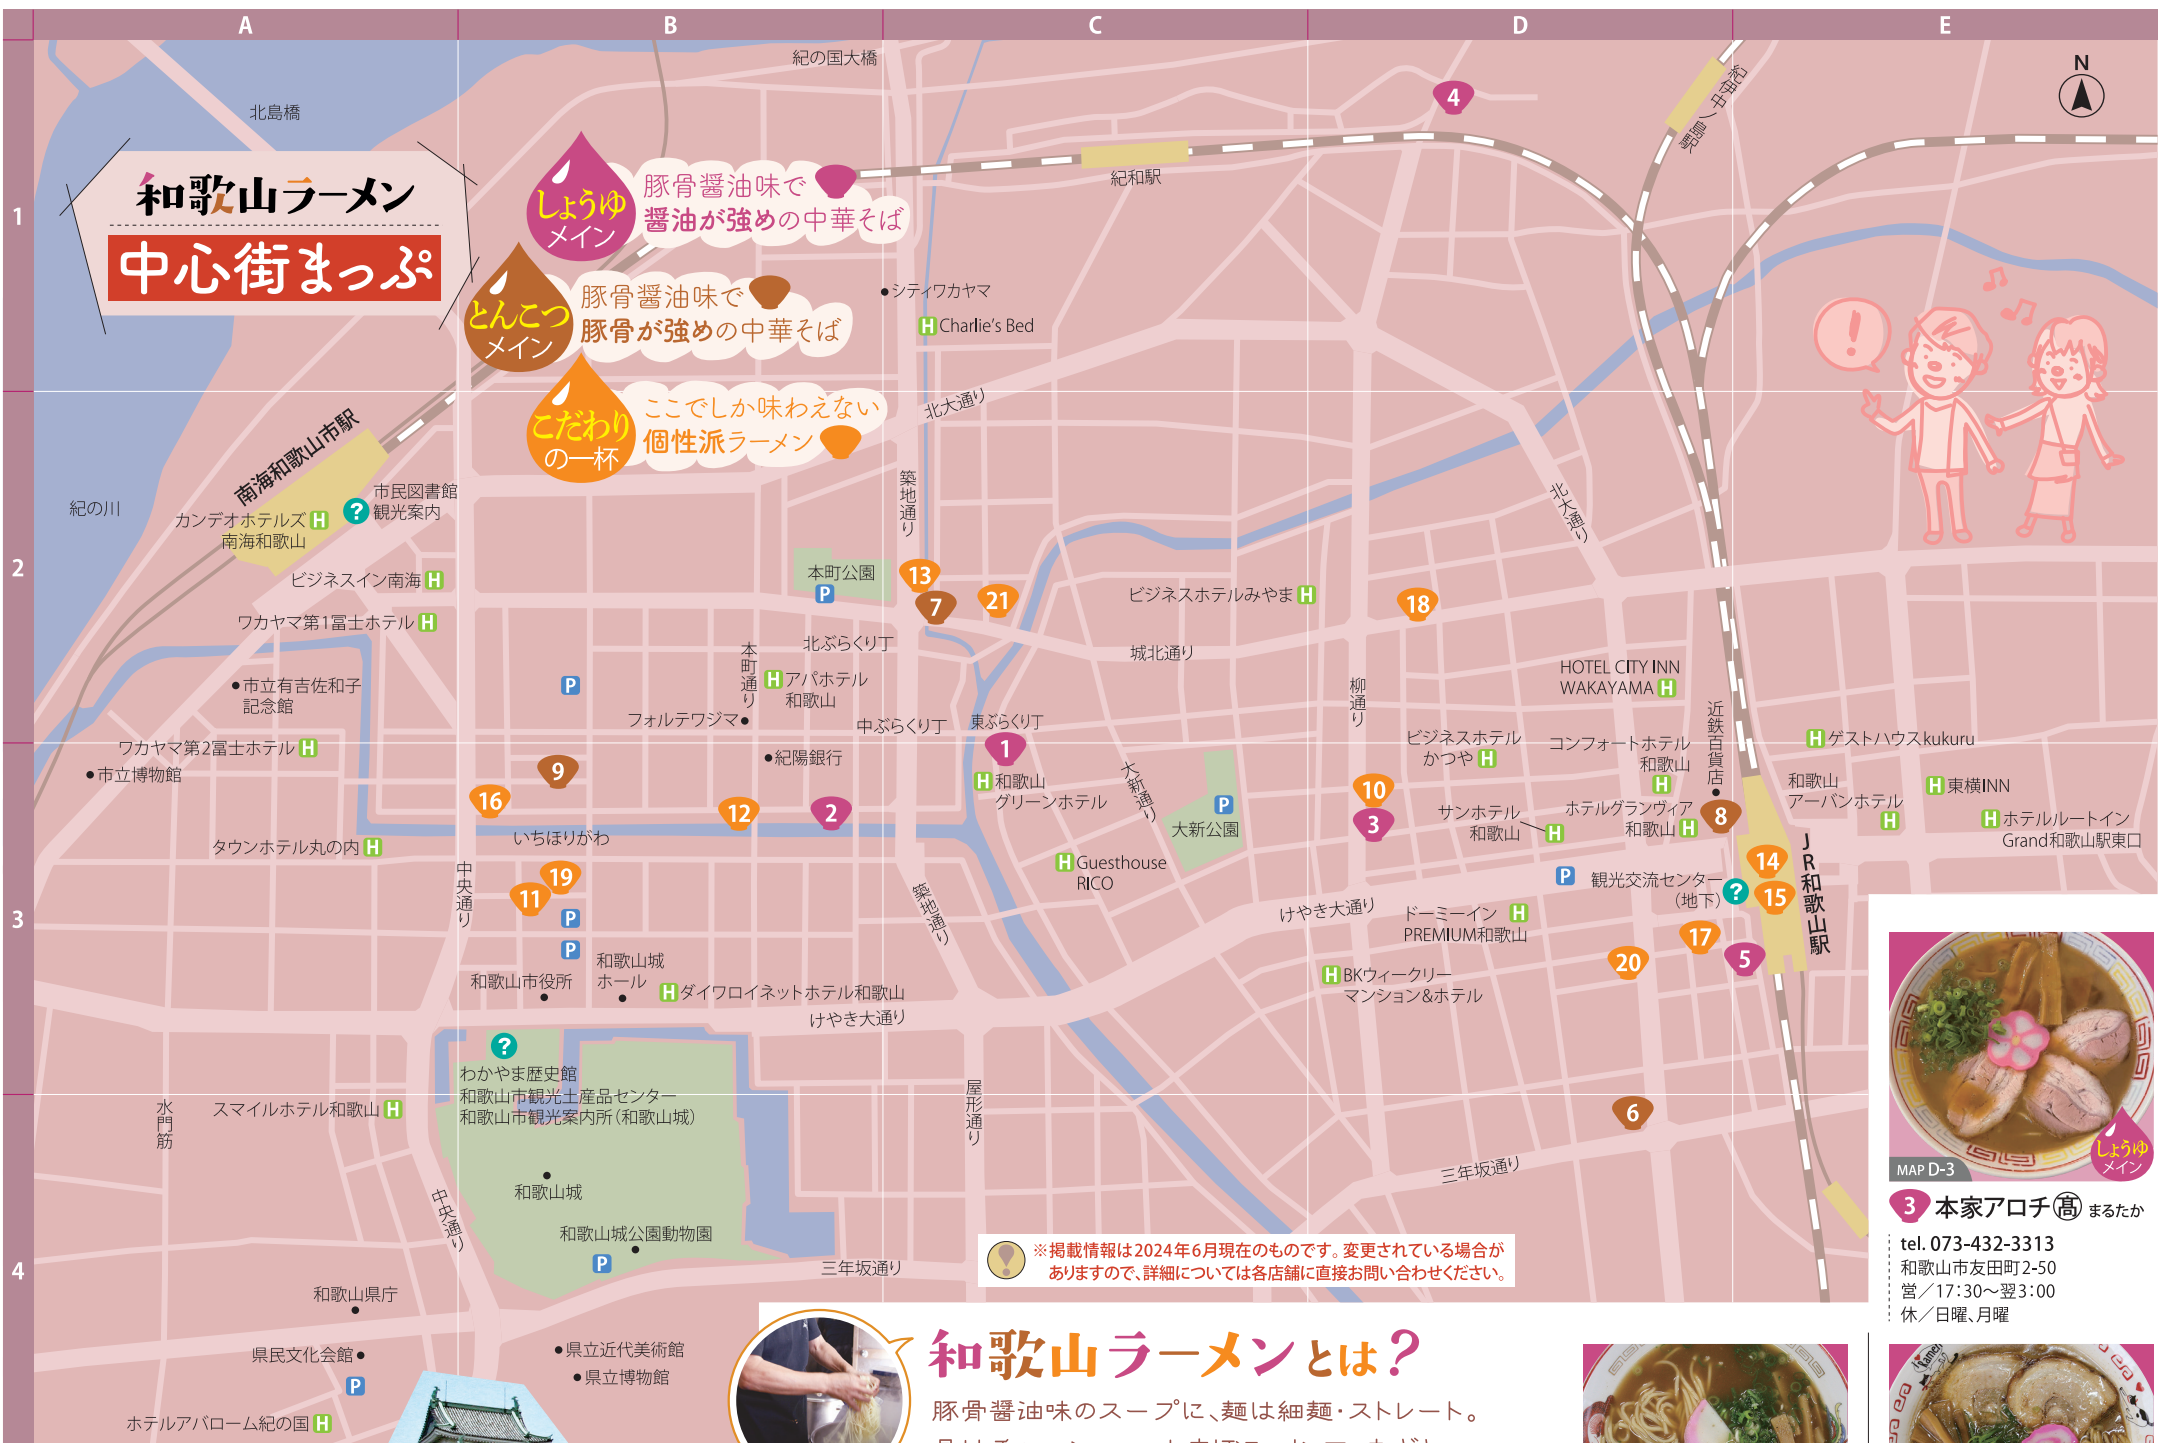 A
B
C
D
E
1
2
3
4
N
和歌山ラーメン
中心街まっぷ
しょうゆ
メイン
豚骨醤油味で
醤油が強めの中華そば
とんこつ
メイン
豚骨醤油味で
豚骨が強めの中華そば
こだわり
の一杯
ここでしか味わえない
個性派ラーメン
北島橋
紀の国大橋
紀和駅
紀伊中ノ島駅
4
シティワカヤマ
H Charlie's Bed
北大通り
南海和歌山市駅
紀の川
市民図書館
? 観光案内
カンデオホテルズ H
南海和歌山
ビジネスイン南海 H
ワカヤマ第1冨士ホテル H
築地通り
北大通り
本町公園
P
13
7
21
ビジネスホテルみやま H
18
北ぶらくり丁
城北通り
本町通り
H アパホテル
和歌山
P
市立有吉佐和子
記念館
フォルテワジマ
中ぶらくり丁
東ぶらくり丁
柳通り
HOTEL CITY INN
WAKAYAMA H
近鉄百貨店
ワカヤマ第2冨士ホテル H
市立博物館
紀陽銀行
1
9
16
12
2
H 和歌山
グリーンホテル
大新通り
P
大新公園
10
3
ビジネスホテル
かつや H
コンフォートホテル
和歌山
H
H ゲストハウスkukuru
和歌山
アーバンホテル
H
H 東横INN
H ホテルルートイン
Grand和歌山駅東口
サンホテル
和歌山 H
ホテルグランヴィア
和歌山 H
8
タウンホテル丸の内 H
いちほりがわ
中央通り
19
11
P
P
築地通り
H Guesthouse
RICO
けやき大通り
P
観光交流センター
(地下) ?
14
15
JR和歌山駅
ドーミーイン H
PREMIUM和歌山
17
20
5
H BKウィークリー
マンション&ホテル
和歌山市役所
和歌山城
ホール
H ダイワロイネットホテル和歌山
けやき大通り
?
わかやま歴史館
和歌山市観光土産品センター
和歌山市観光案内所(和歌山城)
水門筋
スマイルホテル和歌山 H
屋形通り
6
三年坂通り
中央通り
和歌山城
和歌山城公園動物園
P
三年坂通り
和歌山県庁
県民文化会館
P
県立近代美術館
県立博物館
ホテルアバローム紀の国 H
※掲載情報は2024年6月現在のものです。変更されている場合が
ありますので、詳細については各店舗に直接お問い合わせください。
和歌山ラーメンとは?
豚骨醤油味のスープに、麺は細麺・ストレート。
MAP D-3
しょうゆ
メイン
3 本家アロチ髙 まるたか
tel. 073-432-3313
和歌山市友田町2-50
営/17:30〜翌3:00
休/日曜、月曜